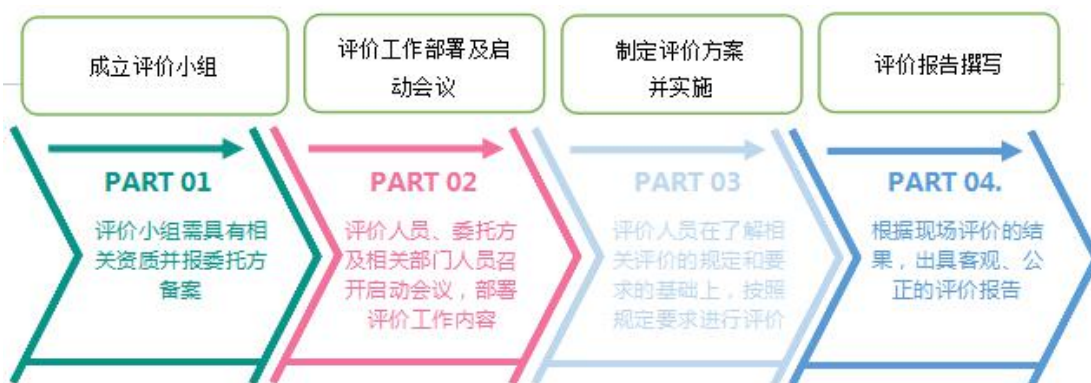 成立评价小组
评价工作部署及启
动会议
制定评价方案
并实施
评价报告撰写
PART 01
评价小组需具有相
关资质并报委托方
备案
PART 02
评价人员、委托方
及相关部门人员召
开启动会议，部署
评价工作内容
PART 03
评价人员在了解相
关评价的规定和要
求的基础上，按照
规定要求进行评价
PART 04.
根据现场评价的结
果，出具客观、公
正的评价报告